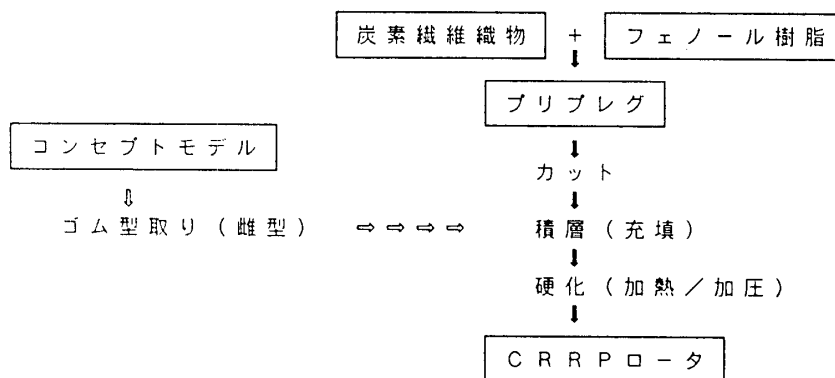 炭素繊維織物 + フェノール樹脂
プリプレグ
コンセプトモデル
カット
ゴム型取り(雌型) ⇨⇨⇨⇨ 積層(充填)
硬化(加熱/加圧)
CRRPロータ